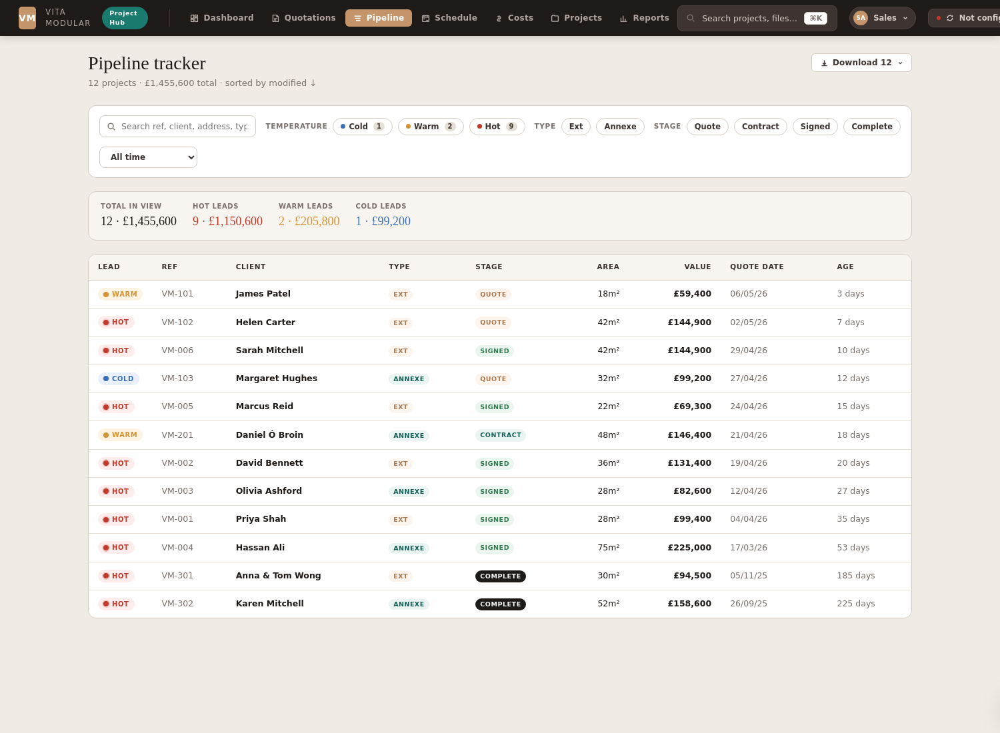 VM VITA MODULAR Project Hub Dashboard Quotations Pipeline Schedule Costs Projects Reports Search projects, files... ⌘K SA Sales Not config
Pipeline tracker
Download 12
12 projects · £1,455,600 total · sorted by modified ↓
Search ref, client, address, typ TEMPERATURE Cold 1 Warm 2 Hot 9 TYPE Ext Annexe STAGE Quote Contract Signed Complete
All time
TOTAL IN VIEW HOT LEADS WARM LEADS COLD LEADS
12 · £1,455,600 9 · £1,150,600 2 · £205,800 1 · £99,200
LEAD REF CLIENT TYPE STAGE AREA VALUE QUOTE DATE AGE
WARM VM-101 James Patel EXT QUOTE 18m² £59,400 06/05/26 3 days
HOT VM-102 Helen Carter EXT QUOTE 42m² £144,900 02/05/26 7 days
HOT VM-006 Sarah Mitchell EXT SIGNED 42m² £144,900 29/04/26 10 days
COLD VM-103 Margaret Hughes ANNEXE QUOTE 32m² £99,200 27/04/26 12 days
HOT VM-005 Marcus Reid EXT SIGNED 22m² £69,300 24/04/26 15 days
WARM VM-201 Daniel Ó Broin ANNEXE CONTRACT 48m² £146,400 21/04/26 18 days
HOT VM-002 David Bennett EXT SIGNED 36m² £131,400 19/04/26 20 days
HOT VM-003 Olivia Ashford ANNEXE SIGNED 28m² £82,600 12/04/26 27 days
HOT VM-001 Priya Shah EXT SIGNED 28m² £99,400 04/04/26 35 days
HOT VM-004 Hassan Ali ANNEXE SIGNED 75m² £225,000 17/03/26 53 days
HOT VM-301 Anna & Tom Wong EXT COMPLETE 30m² £94,500 05/11/25 185 days
HOT VM-302 Karen Mitchell ANNEXE COMPLETE 52m² £158,600 26/09/25 225 days